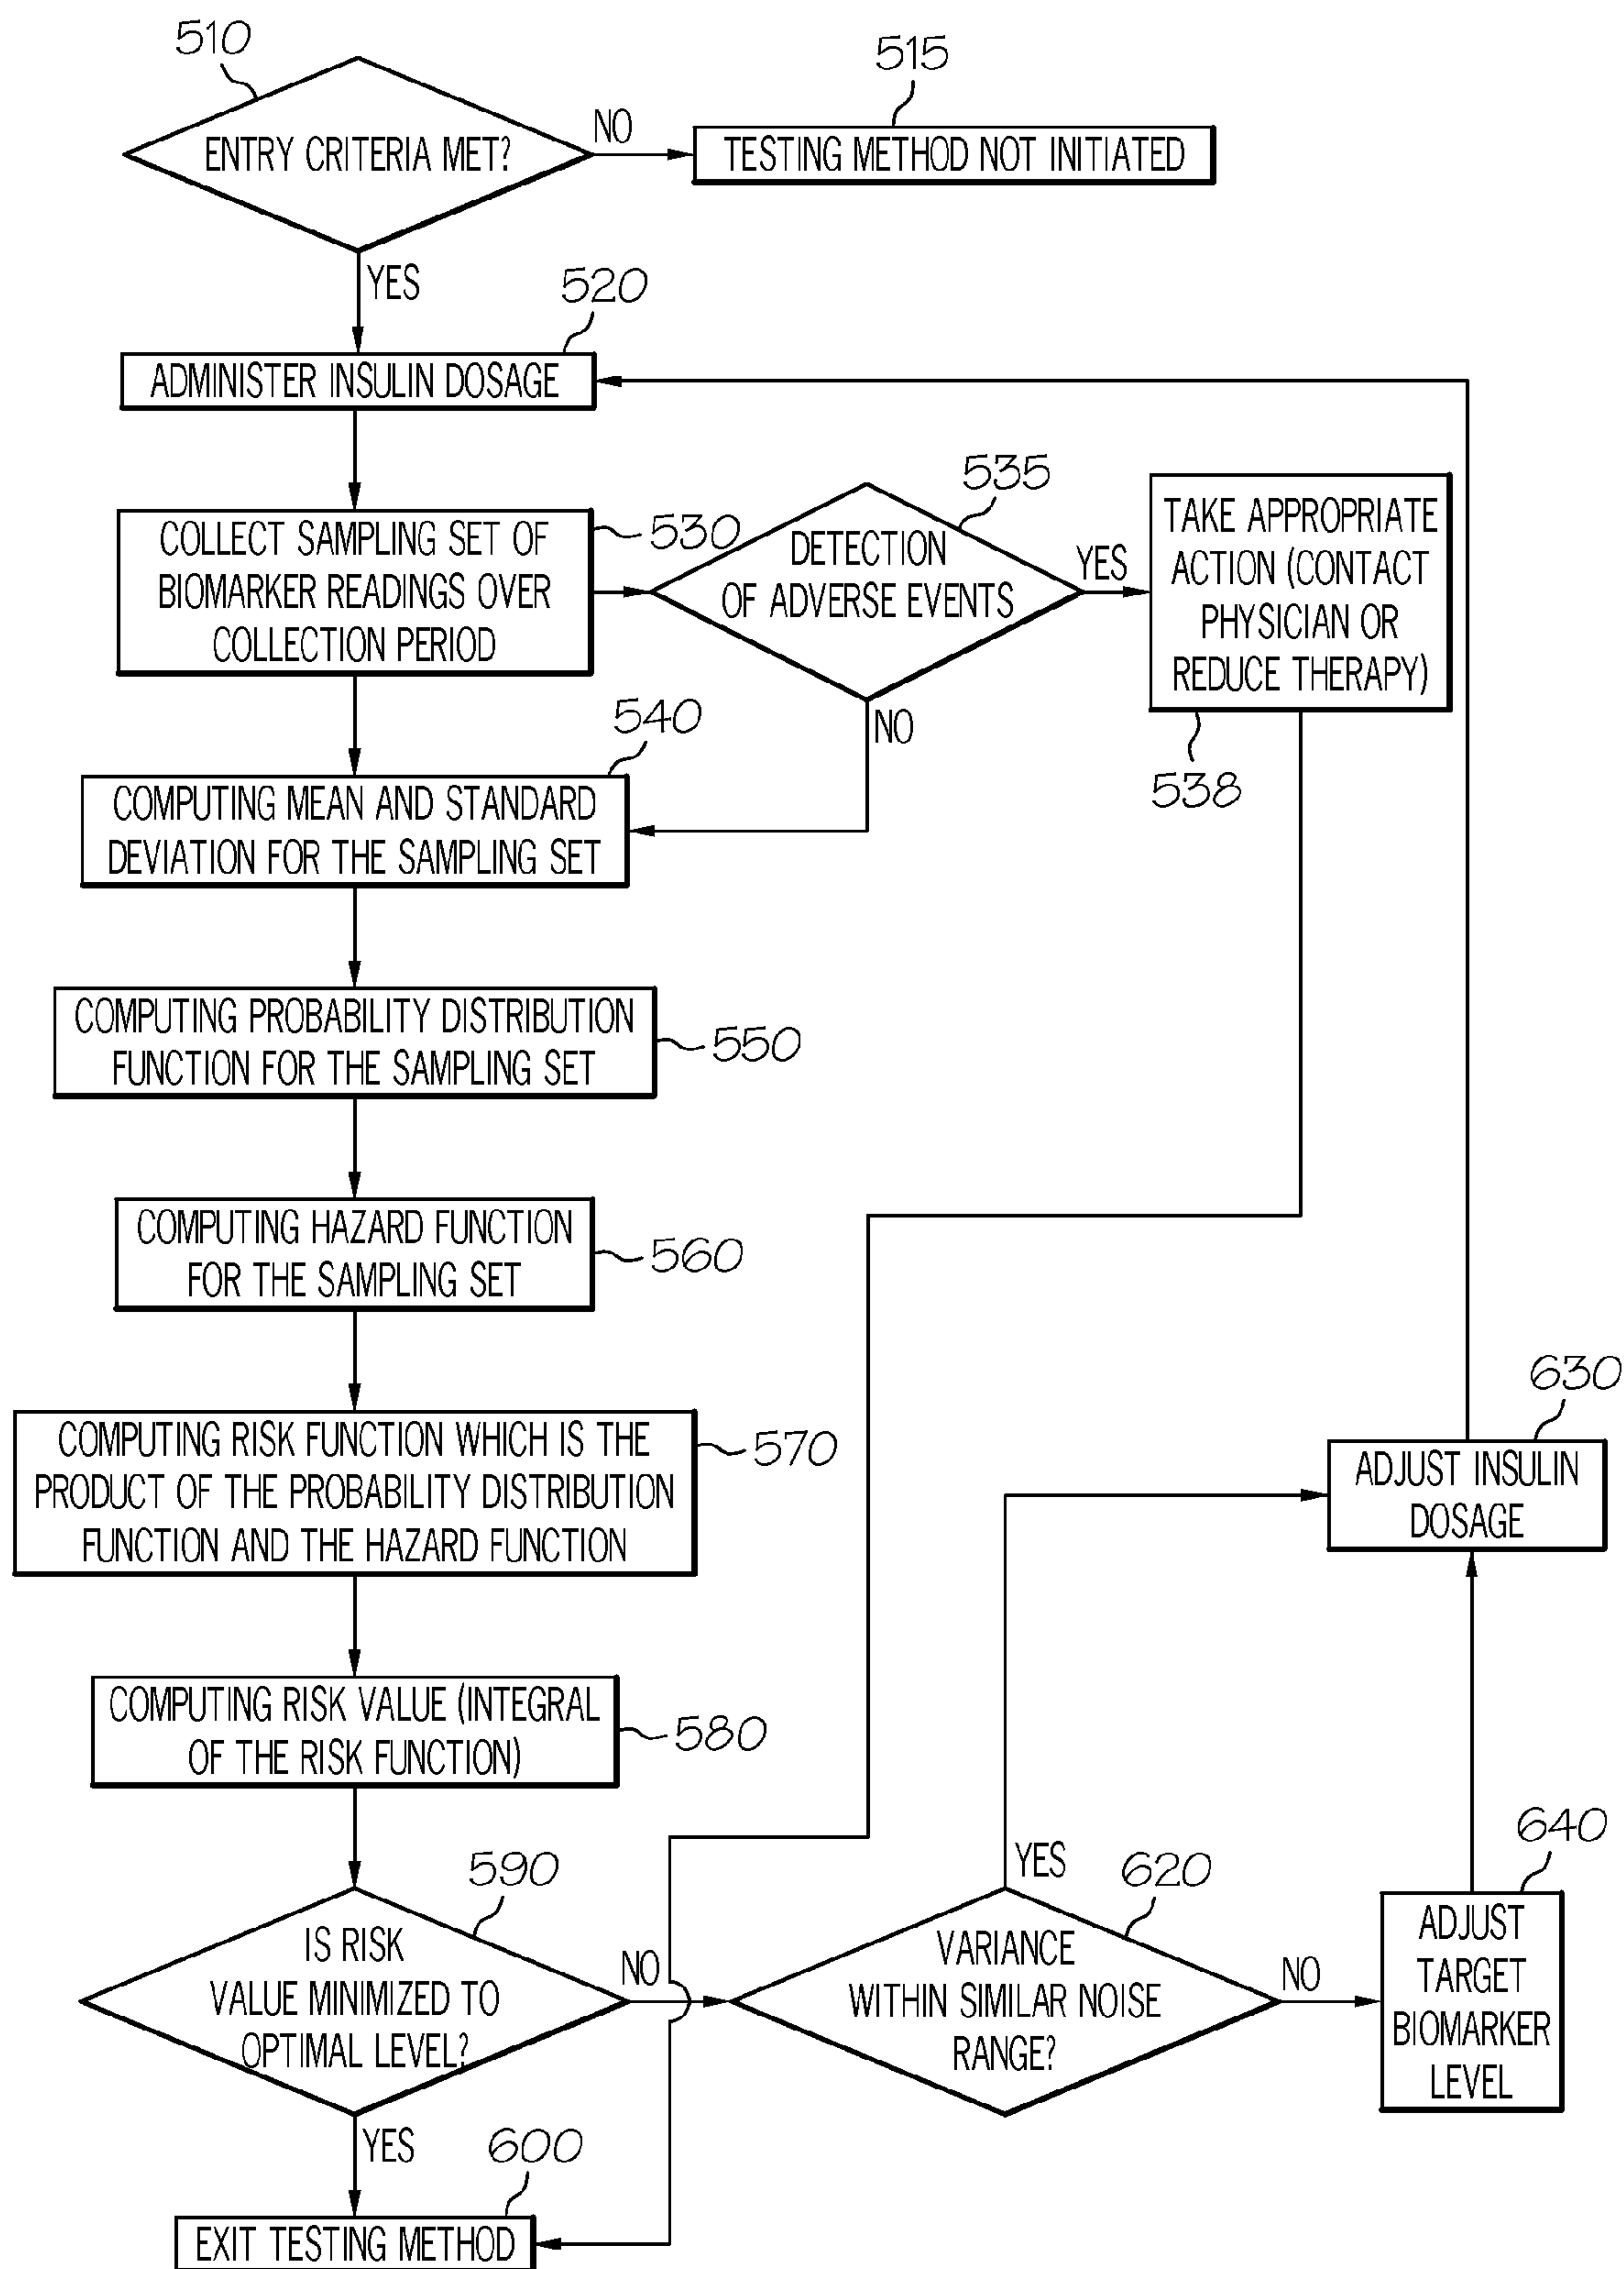 510
ENTRY CRITERIA MET?
NO
515
TESTING METHOD NOT INITIATED
YES
520
ADMINISTER INSULIN DOSAGE
COLLECT SAMPLING SET OF
BIOMARKER READINGS OVER
COLLECTION PERIOD
530
535
DETECTION
OF ADVERSE EVENTS
YES
TAKE APPROPRIATE
ACTION (CONTACT
PHYSICIAN OR
REDUCE THERAPY)
538
NO
540
COMPUTING MEAN AND STANDARD
DEVIATION FOR THE SAMPLING SET
COMPUTING PROBABILITY DISTRIBUTION
FUNCTION FOR THE SAMPLING SET
550
COMPUTING HAZARD FUNCTION
FOR THE SAMPLING SET
560
COMPUTING RISK FUNCTION WHICH IS THE
PRODUCT OF THE PROBABILITY DISTRIBUTION
FUNCTION AND THE HAZARD FUNCTION
570
630
ADJUST INSULIN
DOSAGE
COMPUTING RISK VALUE (INTEGRAL
OF THE RISK FUNCTION)
580
590
IS RISK
VALUE MINIMIZED TO
OPTIMAL LEVEL?
NO
YES
620
VARIANCE
WITHIN SIMILAR NOISE
RANGE?
NO
640
ADJUST
TARGET
BIOMARKER
LEVEL
YES
600
EXIT TESTING METHOD